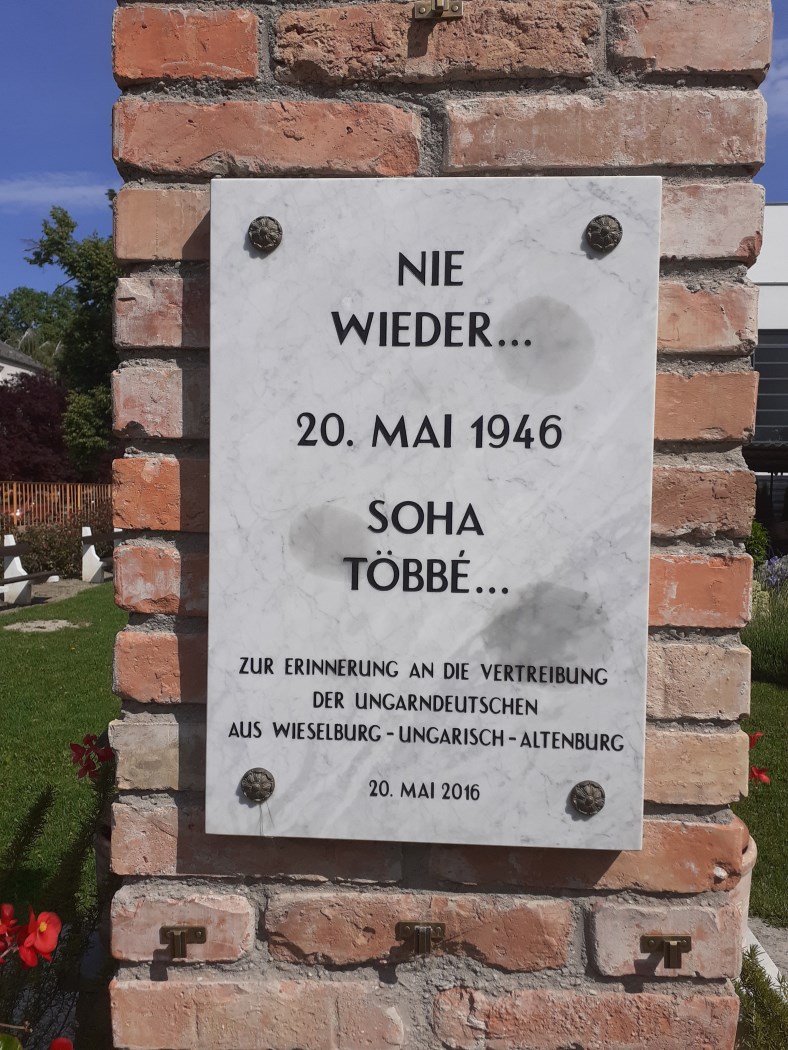 NIE
WIEDER...
20. MAI 1946
SOHA
TÖBBÉ...
ZUR ERINNERUNG AN DIE VERTREIBUNG
DER UNGARNDEUTSCHEN
AUS WIESELBURG-UNGARISCH-ALTENBURG
20. MAI 2016